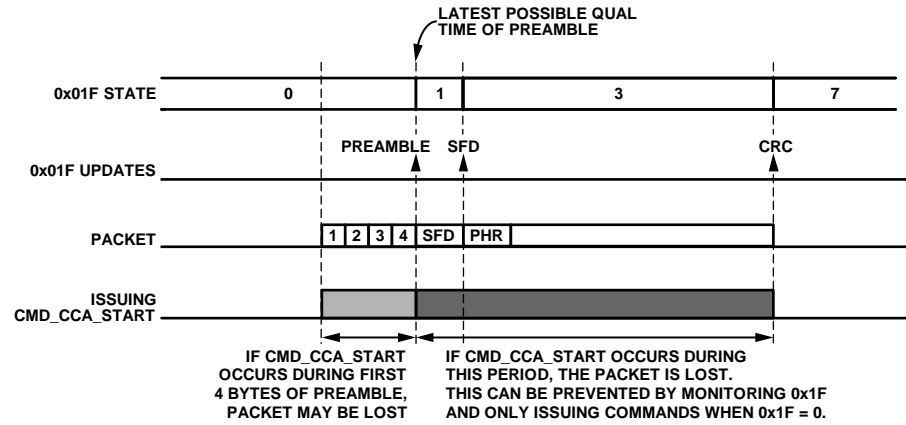 LATEST POSSIBLE QUAL
TIME OF PREAMBLE
0x01F STATE
0
1
3
7
PREAMBLE
SFD
CRC
0x01F UPDATES
PACKET
1
2
3
4
SFD
PHR
ISSUING
CMD_CCA_START
IF CMD_CCA_START
OCCURS DURING FIRST
4 BYTES OF PREAMBLE,
PACKET MAY BE LOST
IF CMD_CCA_START OCCURS DURING
THIS PERIOD, THE PACKET IS LOST.
THIS CAN BE PREVENTED BY MONITORING 0x1F
AND ONLY ISSUING COMMANDS WHEN 0x1F = 0.